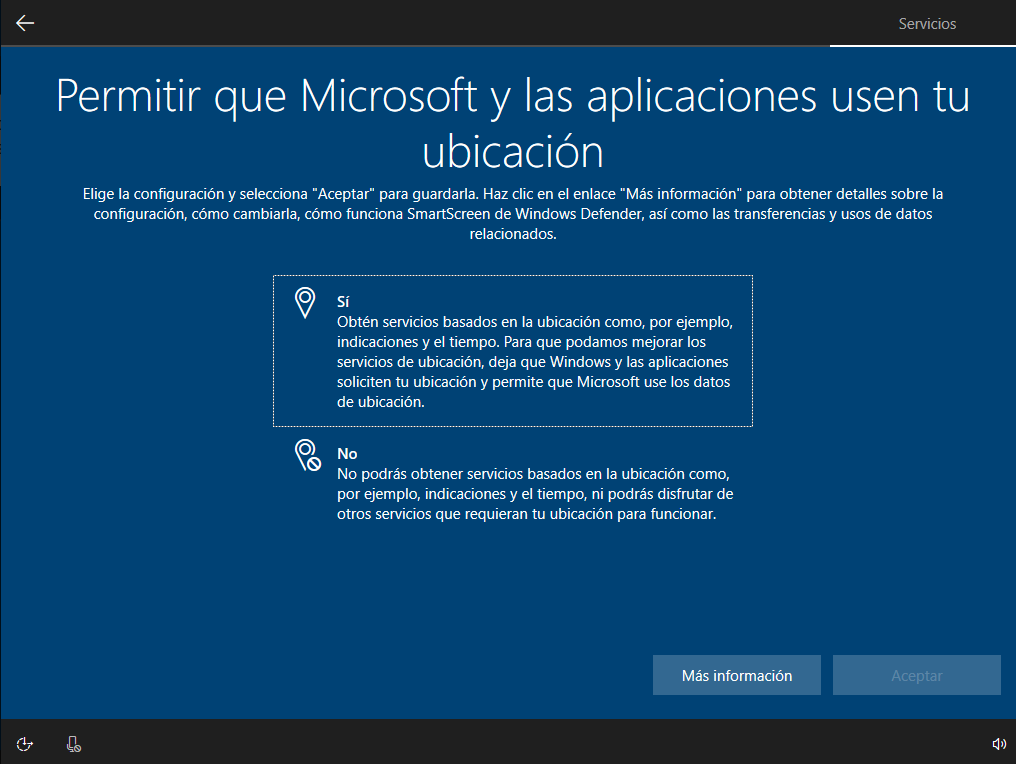 Servicios
Permitir que Microsoft y las aplicaciones usen tu
ubicación
Elige la configuración y selecciona "Aceptar" para guardarla. Haz clic en el enlace "Más información" para obtener detalles sobre la
configuración, cómo cambiarla, cómo funciona SmartScreen de Windows Defender, así como las transferencias y usos de datos
relacionados.
Sí
Obtén servicios basados en la ubicación como, por ejemplo,
indicaciones y el tiempo. Para que podamos mejorar los
servicios de ubicación, deja que Windows y las aplicaciones
soliciten tu ubicación y permite que Microsoft use los datos
de ubicación.
No
No podrás obtener servicios basados en la ubicación como,
por ejemplo, indicaciones y el tiempo, ni podrás disfrutar de
otros servicios que requieran tu ubicación para funcionar.
Más información
Aceptar